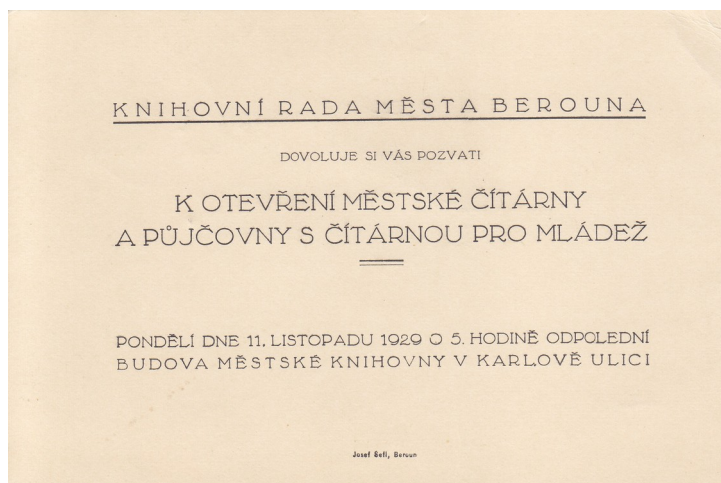 KNIHOVNÍ RADA MĚSTA BEROUNA
DOVOLUJE SI VÁS POZVATI
K OTEVŘENÍ MĚSTSKÉ ČÍTÁRNY
A PŮJČOVNY S ČÍTÁRNOU PRO MLÁDEŽ
PONDĚLÍ DNE 11. LISTOPADU 1929 O 5. HODINĚ ODPOLEDNÍ
BUDOVA MĚSTSKÉ KNIHOVNY V KARLOVĚ ULICI
Josef Šefl, Beroun